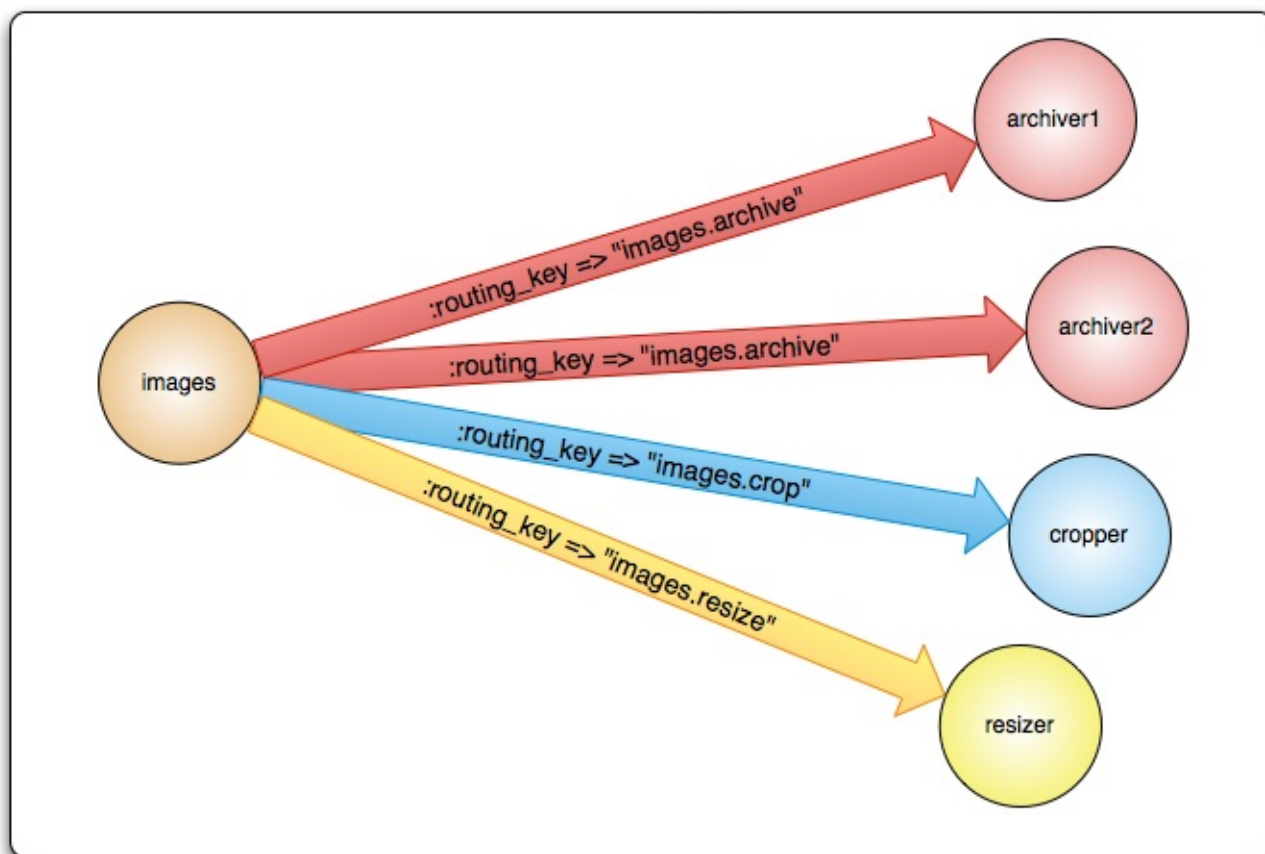 archiver1
:routing_key => "images.archive"
archiver2
:routing_key => "images.archive"
images
:routing_key => "images.crop"
cropper
:routing_key => "images.resize"
resizer